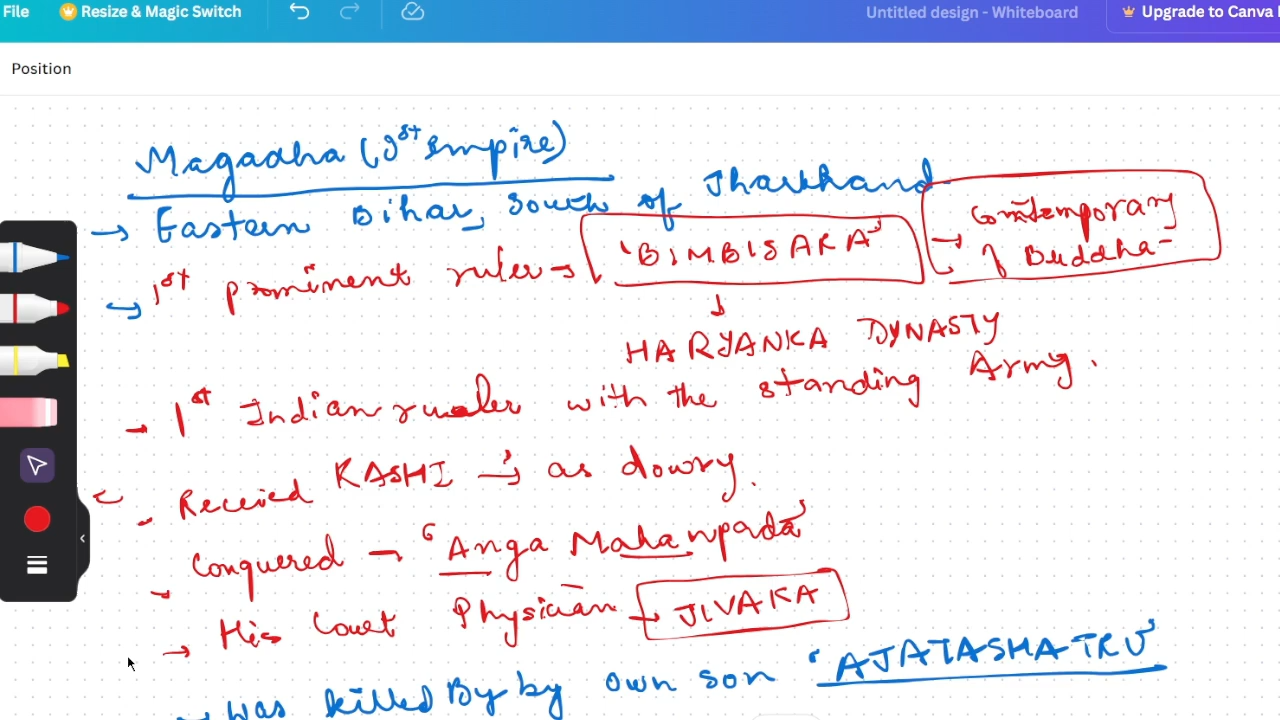 File Resize & Magic Switch Untitled design - Whiteboard Upgrade to Canva
Position
Magadha (1st Empire)
→ Eastern Bihar, South of Jharkhand
→ 1st prominent ruler → 'BIMBISARA'
→ Contemporary of Buddha
↓
HARYANKA DYNASTY
→ 1st Indian ruler with the standing Army.
- Receied KASHI → as dowry.
- Conquered → 'Anga Mahanpada'
→ His Court Physician → JIVAKA
→ was killed By by own son 'AJATASHATRU'